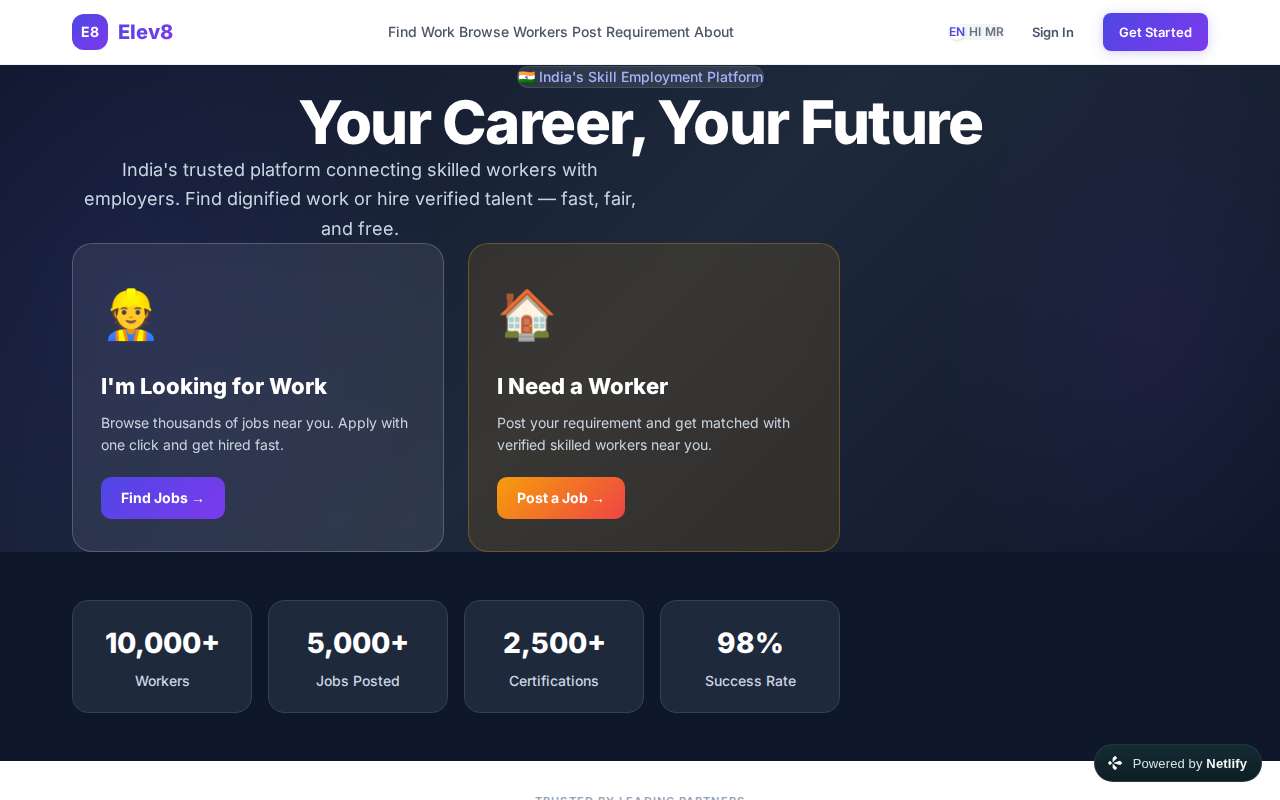 E8 Elev8
Find Work Browse Workers Post Requirement About
EN HI MR
Sign In
Get Started
🇮🇳 India's Skill Employment Platform
Your Career, Your Future
India's trusted platform connecting skilled workers with
employers. Find dignified work or hire verified talent — fast, fair,
and free.
I'm Looking for Work
Browse thousands of jobs near you. Apply with
one click and get hired fast.
Find Jobs →
I Need a Worker
Post your requirement and get matched with
verified skilled workers near you.
Post a Job →
10,000+
Workers
5,000+
Jobs Posted
2,500+
Certifications
98%
Success Rate
Powered by Netlify
TRUSTED BY LEADING PARTNERS